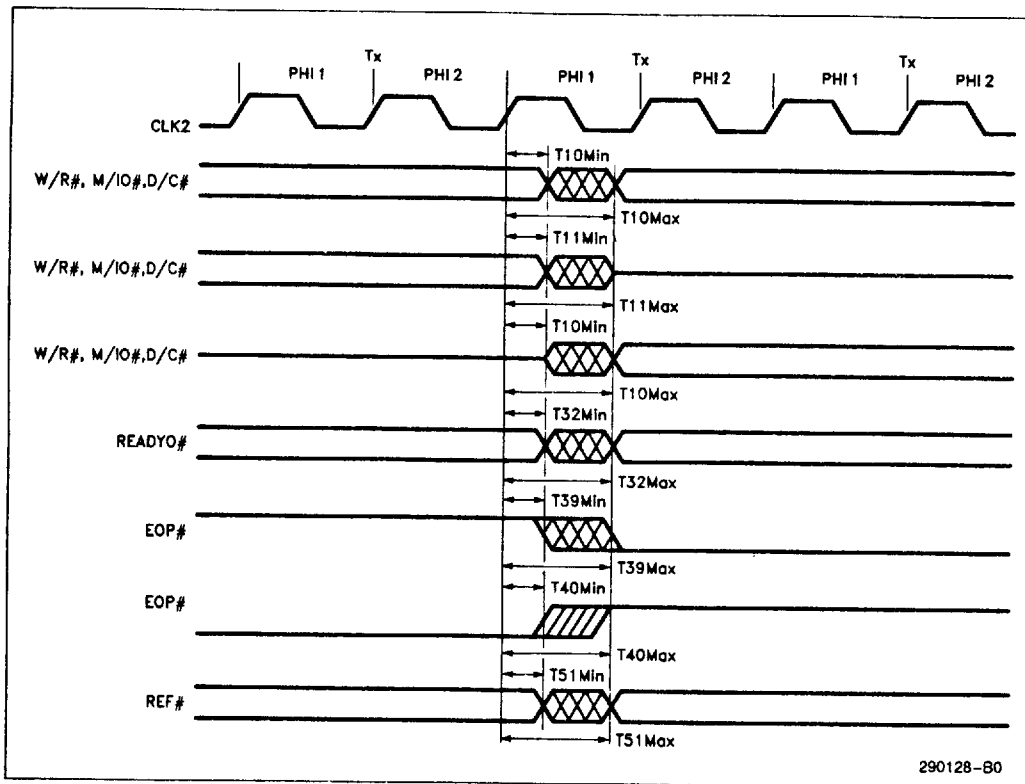 Tx Tx Tx
PHI 1 PHI 2 PHI 1 PHI 2 PHI 1 PHI 2
CLK2
T10Min
W/R#, M/IO#,D/C#
T10Max
T11Min
W/R#, M/IO#,D/C#
T11Max
T10Min
W/R#, M/IO#,D/C#
T10Max
T32Min
READYO#
T32Max
T39Min
EOP#
T39Max
T40Min
EOP#
T40Max
T51Min
REF#
T51Max
290128-80